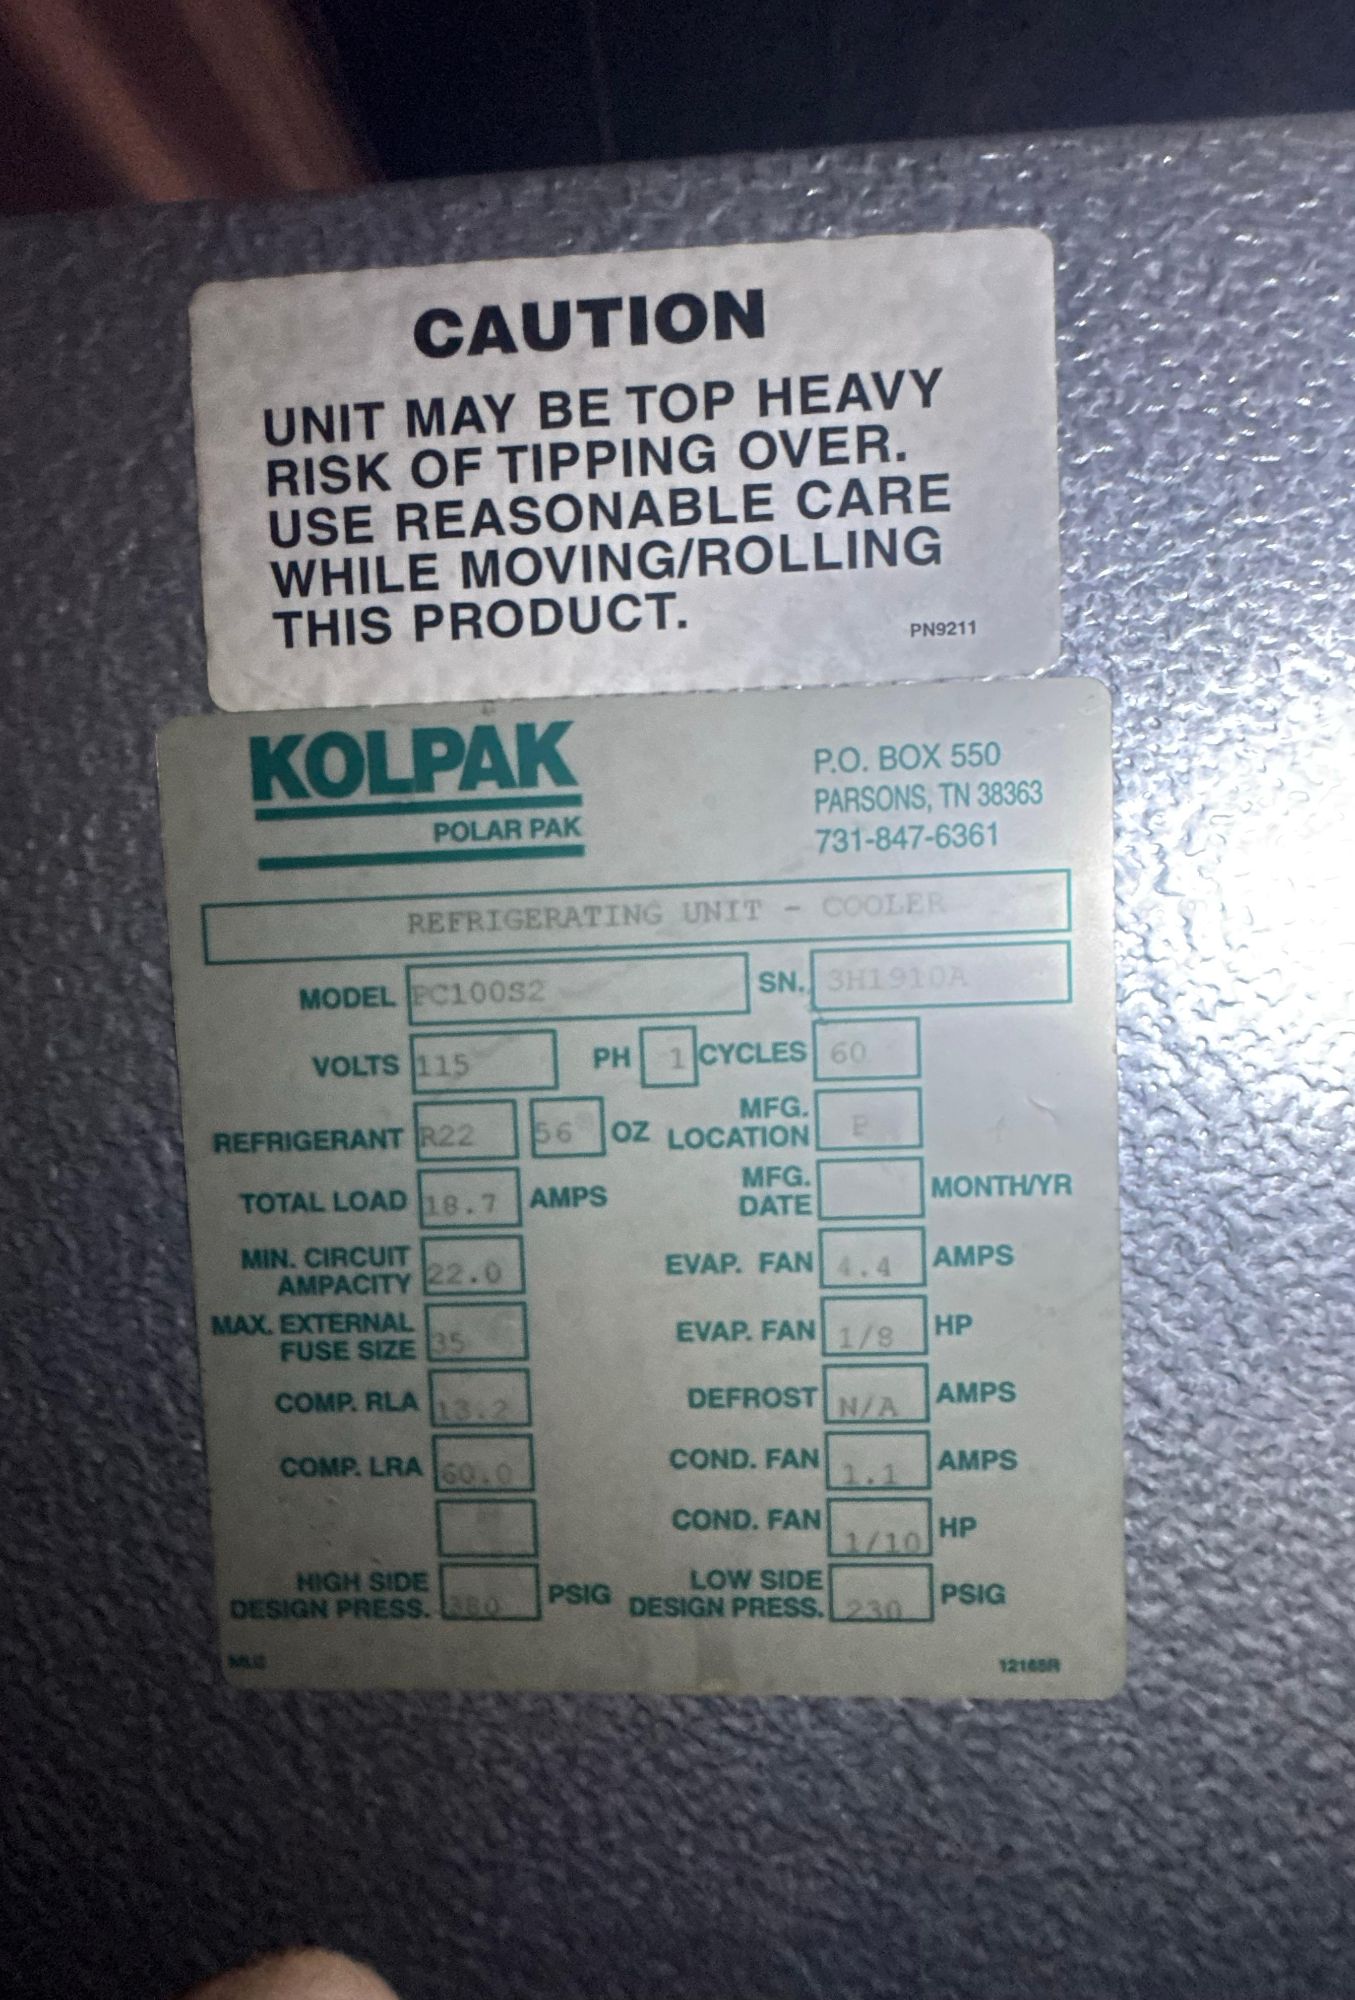 CAUTION
UNIT MAY BE TOP HEAVY
RISK OF TIPPING OVER.
USE REASONABLE CARE
WHILE MOVING/ROLLING
THIS PRODUCT.
PN9211
KOLPAK
POLAR PAK
P.O. BOX 550
PARSONS, TN 38363
731-847-6361
REFRIGERATING UNIT - COOLER
MODEL PC100S2 SN. 3H1910A
VOLTS 115 PH 1 CYCLES 60
REFRIGERANT R22 56 OZ MFG. LOCATION P
TOTAL LOAD 18.7 AMPS MFG. DATE MONTH/YR
MIN. CIRCUIT AMPACITY 22.0 EVAP. FAN 4.4 AMPS
MAX. EXTERNAL FUSE SIZE 35 EVAP. FAN 1/8 HP
COMP. RLA 13.2 DEFROST N/A AMPS
COMP. LRA 60.0 COND. FAN 1.1 AMPS
COND. FAN 1/10 HP
HIGH SIDE DESIGN PRESS. PSIG LOW SIDE DESIGN PRESS. 230 PSIG
12165R